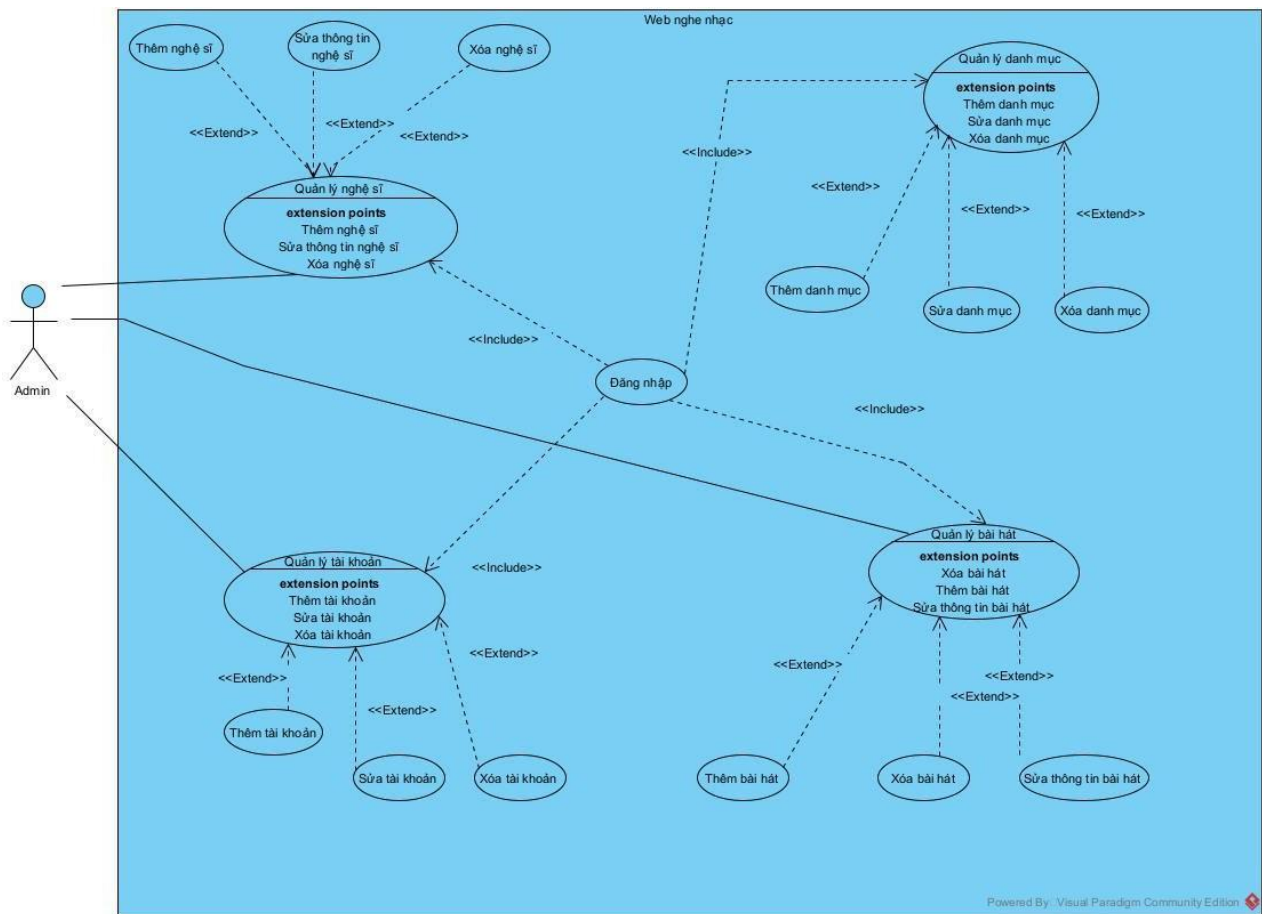 Web nghe nhạc
Thêm nghệ sĩ
Sửa thông tin
nghệ sĩ
Xóa nghệ sĩ
<<Extend>>
<<Extend>>
<<Extend>>
Quản lý nghệ sĩ
extension points
Thêm nghệ sĩ
Sửa thông tin nghệ sĩ
Xóa nghệ sĩ
Quản lý danh mục
extension points
Thêm danh mục
Sửa danh mục
Xóa danh mục
<<Include>>
<<Extend>>
<<Extend>>
<<Extend>>
Thêm danh mục
Sửa danh mục
Xóa danh mục
Admin
<<Include>>
Đăng nhập
<<Include>>
Quản lý tài khoản
extension points
Thêm tài khoản
Sửa tài khoản
Xóa tài khoản
<<Include>>
<<Extend>>
<<Extend>>
<<Extend>>
Thêm tài khoản
Sửa tài khoản
Xóa tài khoản
Quản lý bài hát
extension points
Xóa bài hát
Thêm bài hát
Sửa thông tin bài hát
<<Extend>>
<<Extend>>
<<Extend>>
Thêm bài hát
Xóa bài hát
Sửa thông tin bài hát
Powered By: Visual Paradigm Community Edition